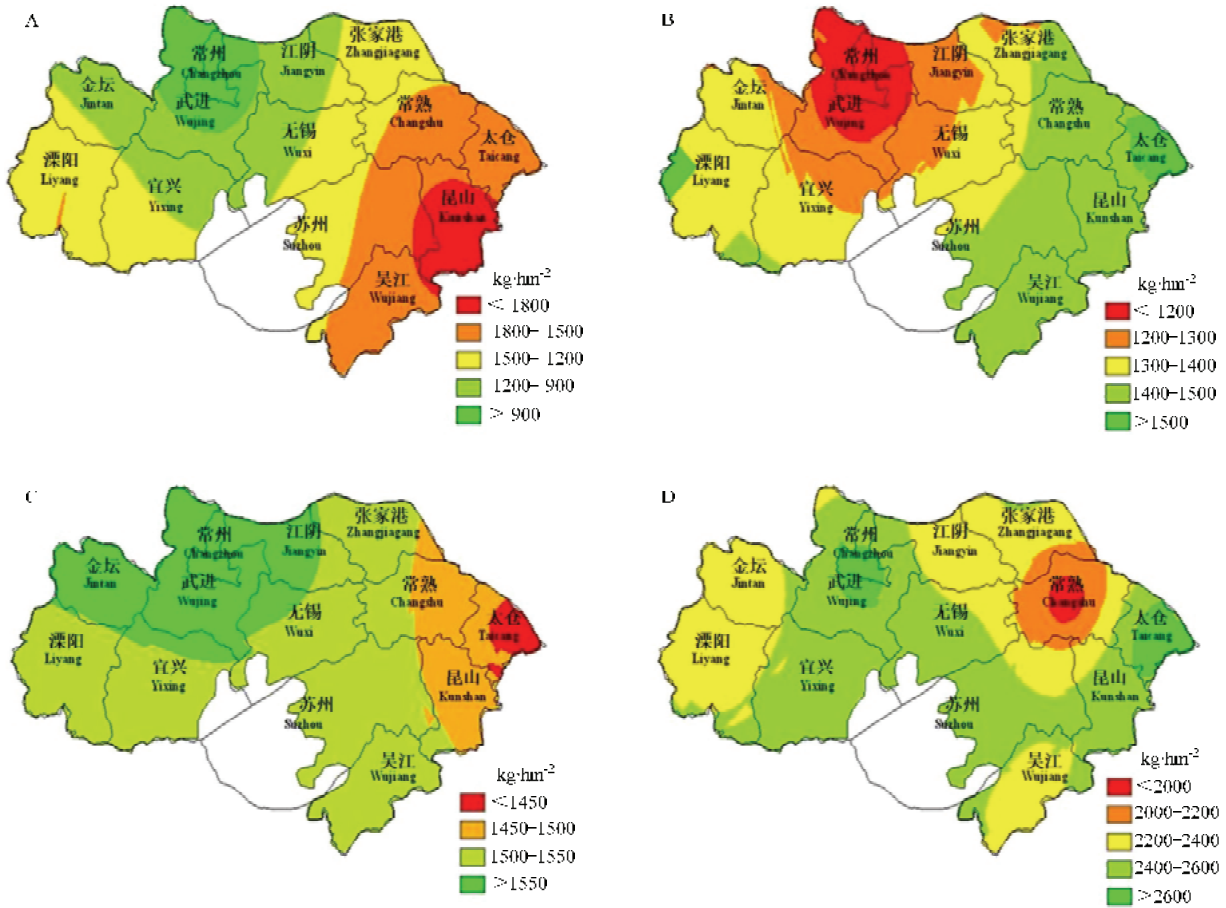 A
常州
Changzhou
江阴
Jiangyin
张家港
Zhangjiagang
金坛
Jintan
武进
Wujing
常熟
Changshu
无锡
Wuxi
太仓
Taicang
溧阳
Liyang
宜兴
Yixing
昆山
Kunshan
苏州
Suzhou
吴江
Wujiang
kg·hm⁻²
< 1800
1800-1500
1500-1200
1200-900
> 900
B
常州
Changzhou
江阴
Jiangyin
张家港
Zhangjiagang
金坛
Jintan
武进
Wujing
常熟
Changshu
无锡
Wuxi
太仓
Taicang
溧阳
Liyang
宜兴
Yixing
昆山
Kunshan
苏州
Suzhou
吴江
Wujiang
kg·hm⁻²
< 1200
1200-1300
1300-1400
1400-1500
>1500
C
常州
Changzhou
江阴
Jiangyin
张家港
Zhangjiagang
金坛
Jintan
武进
Wujing
常熟
Changshu
无锡
Wuxi
太仓
Taicang
溧阳
Liyang
宜兴
Yixing
昆山
Kunshan
苏州
Suzhou
吴江
Wujiang
kg·hm⁻²
<1450
1450-1500
1500-1550
>1550
D
常州
Changzhou
江阴
Jiangyin
张家港
Zhangjiagang
金坛
Jintan
武进
Wujing
常熟
Changshu
无锡
Wuxi
太仓
Taicang
溧阳
Liyang
宜兴
Yixing
昆山
Kunshan
苏州
Suzhou
吴江
Wujiang
kg·hm⁻²
<2000
2000-2200
2200-2400
2400-2600
>2600